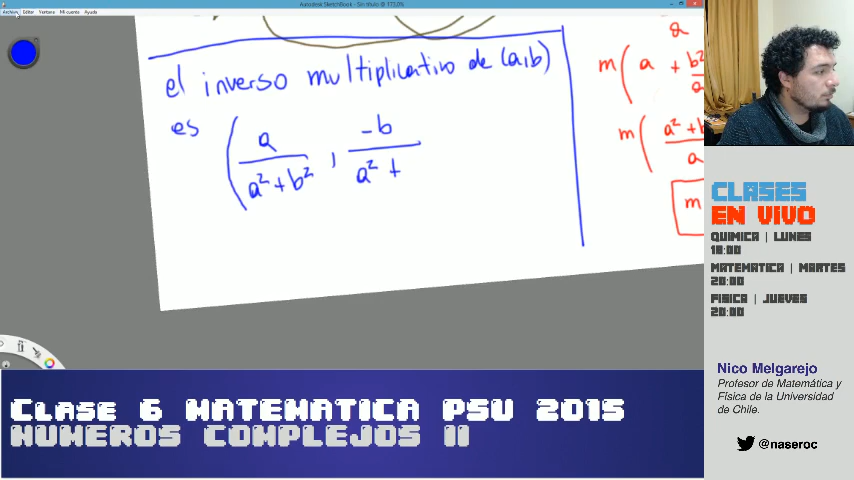 Autodesk SketchBook - Sin título * 173,0%
Archivo Editar Ventana Mi cuenta Ayuda
el inverso multiplicativo de (a,b)
es ( a / a² + b² , -b / a² +
a
m ( a + b²
m ( a² + b
a
m
CLASES
EN VIVO
QUIMICA | LUNES
18:00
MATEMATICA | MARTES
20:00
FISICA | JUEVES
20:00
Nico Melgarejo
Profesor de Matemática y
Física de la Universidad
de Chile.
@naseroc
Clase 6 MATEMATICA PSU 2015
NUMEROS COMPLEJOS II